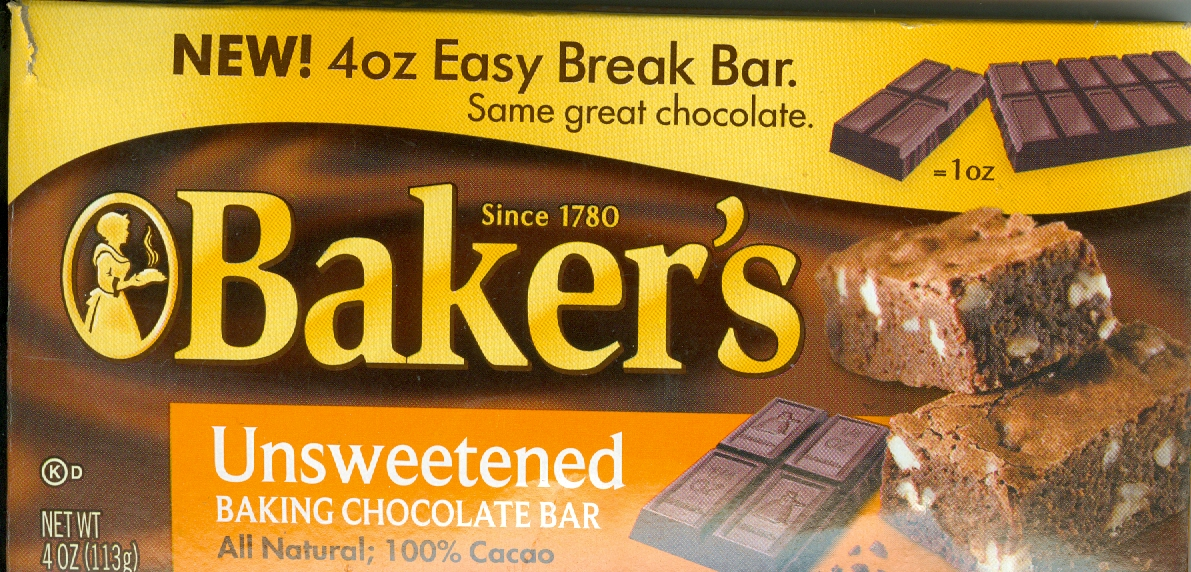 NEW! 4oz Easy Break Bar.
Same great chocolate.
=1oz
Since 1780
Baker's
Unsweetened
BAKING CHOCOLATE BAR
All Natural; 100% Cacao
K D
NET WT
4 OZ (113g)